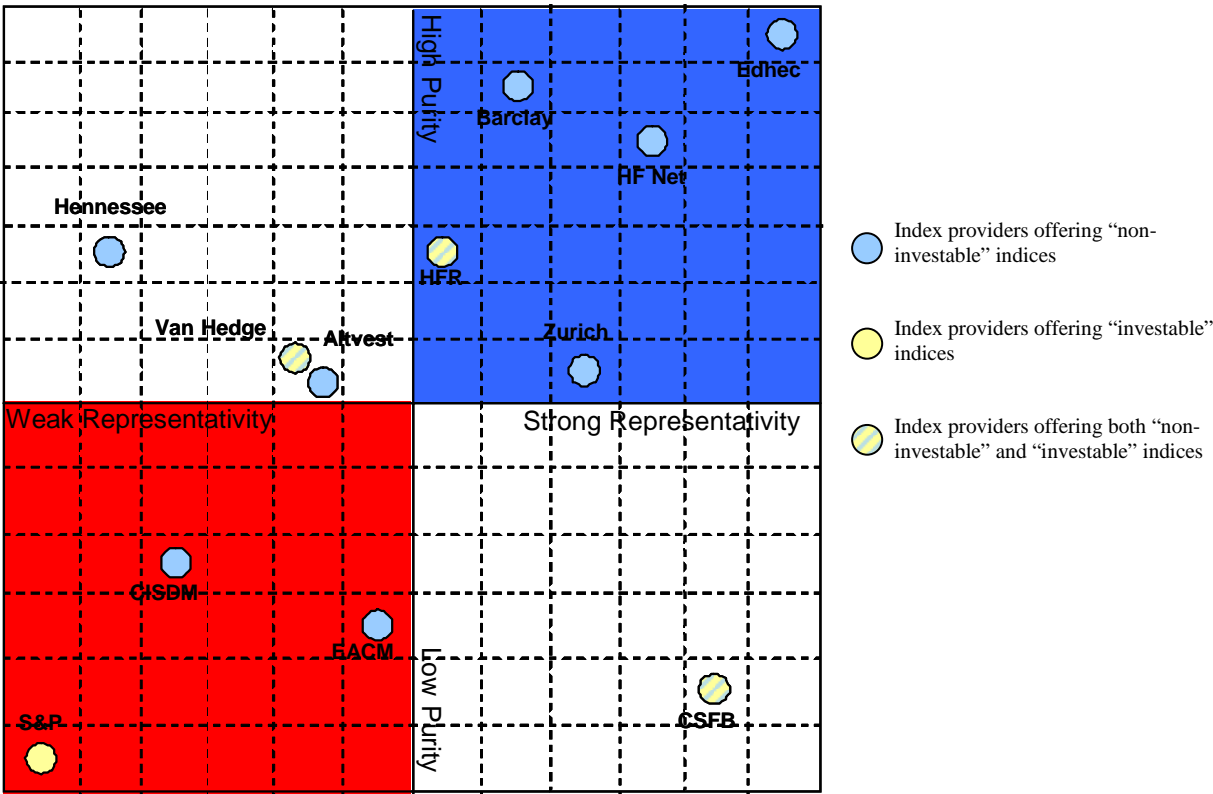 High Purity
Edhec
Barclay
HF Net
Hennessee
HFR
Van Hedge
Altvest
Zurich
Weak Representativity
Strong Representativity
CISDM
EACM
Low Purity
S&P
CSFB
Index providers offering “non-
investable” indices
Index providers offering “investable”
indices
Index providers offering both “non-
investable” and “investable” indices